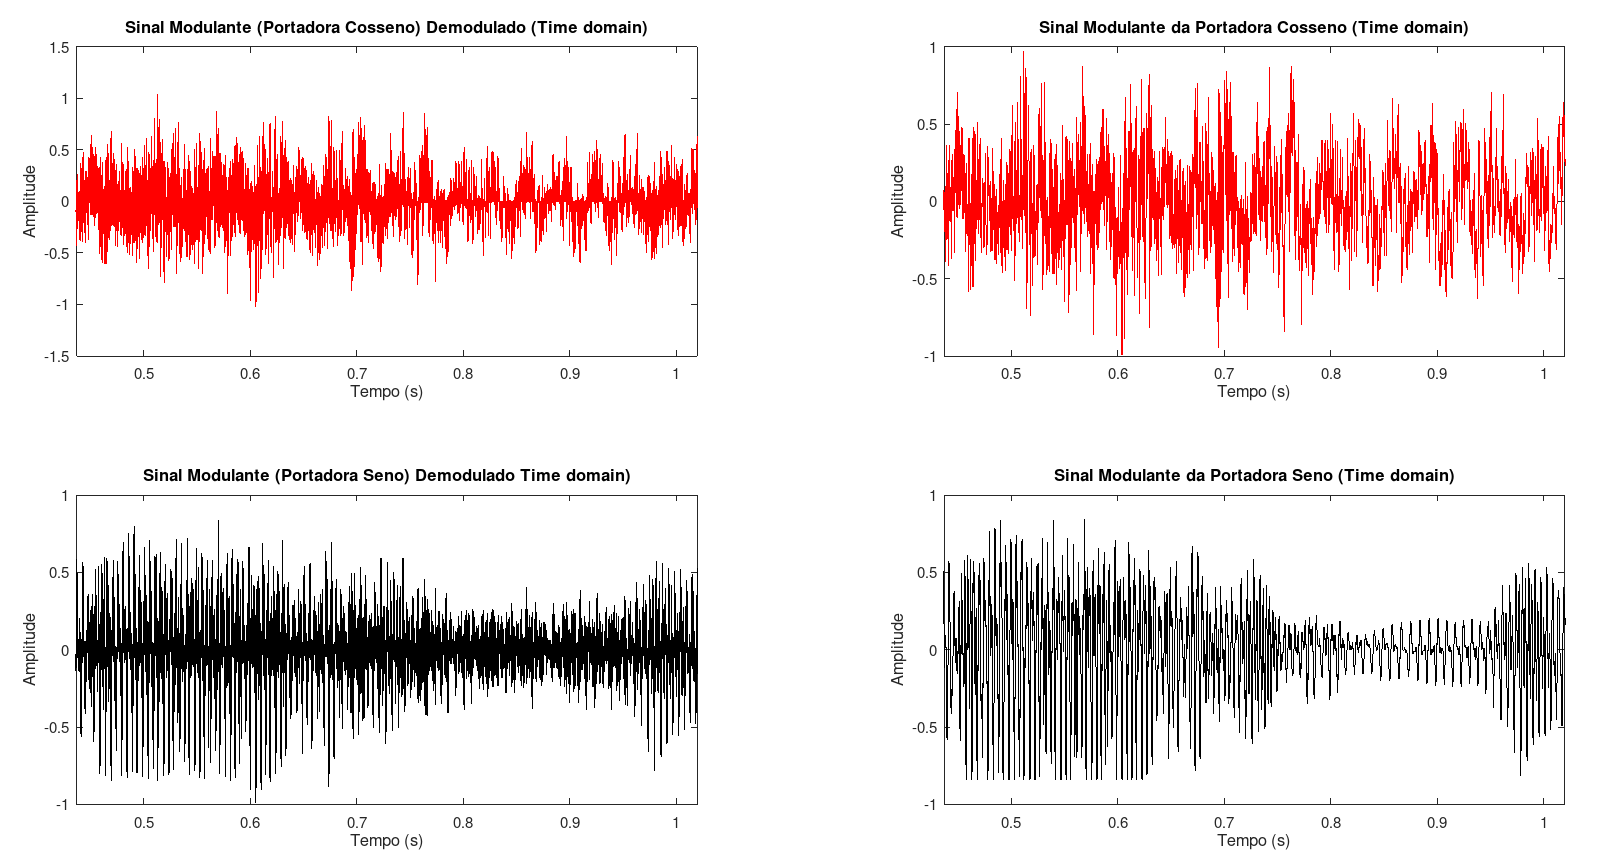 Sinal Modulante (Portadora Cosseno) Demodulado (Time domain)
1.5
1
0.5
0
-0.5
-1
-1.5
Amplitude
0.5 0.6 0.7 0.8 0.9 1
Tempo (s)
Sinal Modulante da Portadora Cosseno (Time domain)
1
0.5
0
-0.5
-1
Amplitude
0.5 0.6 0.7 0.8 0.9 1
Tempo (s)
Sinal Modulante (Portadora Seno) Demodulado Time domain)
1
0.5
0
-0.5
-1
Amplitude
0.5 0.6 0.7 0.8 0.9 1
Tempo (s)
Sinal Modulante da Portadora Seno (Time domain)
1
0.5
0
-0.5
-1
Amplitude
0.5 0.6 0.7 0.8 0.9 1
Tempo (s)